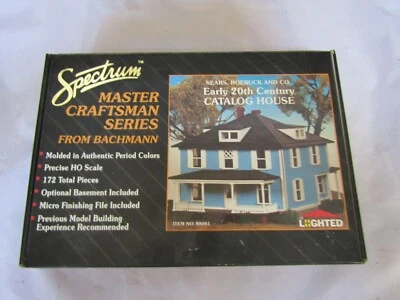 Spectrum™
MASTER
CRAFTSMAN
SERIES
FROM BACHMANN
• Molded in Authentic Period Colors
• Precise HO Scale
• 172 Total Pieces
• Optional Basement Included
• Micro Finishing File Included
• Previous Model Building
Experience Recommended
SEARS, ROEBUCK AND CO.
Early 20th Century
CATALOG HOUSE
LIGHTED